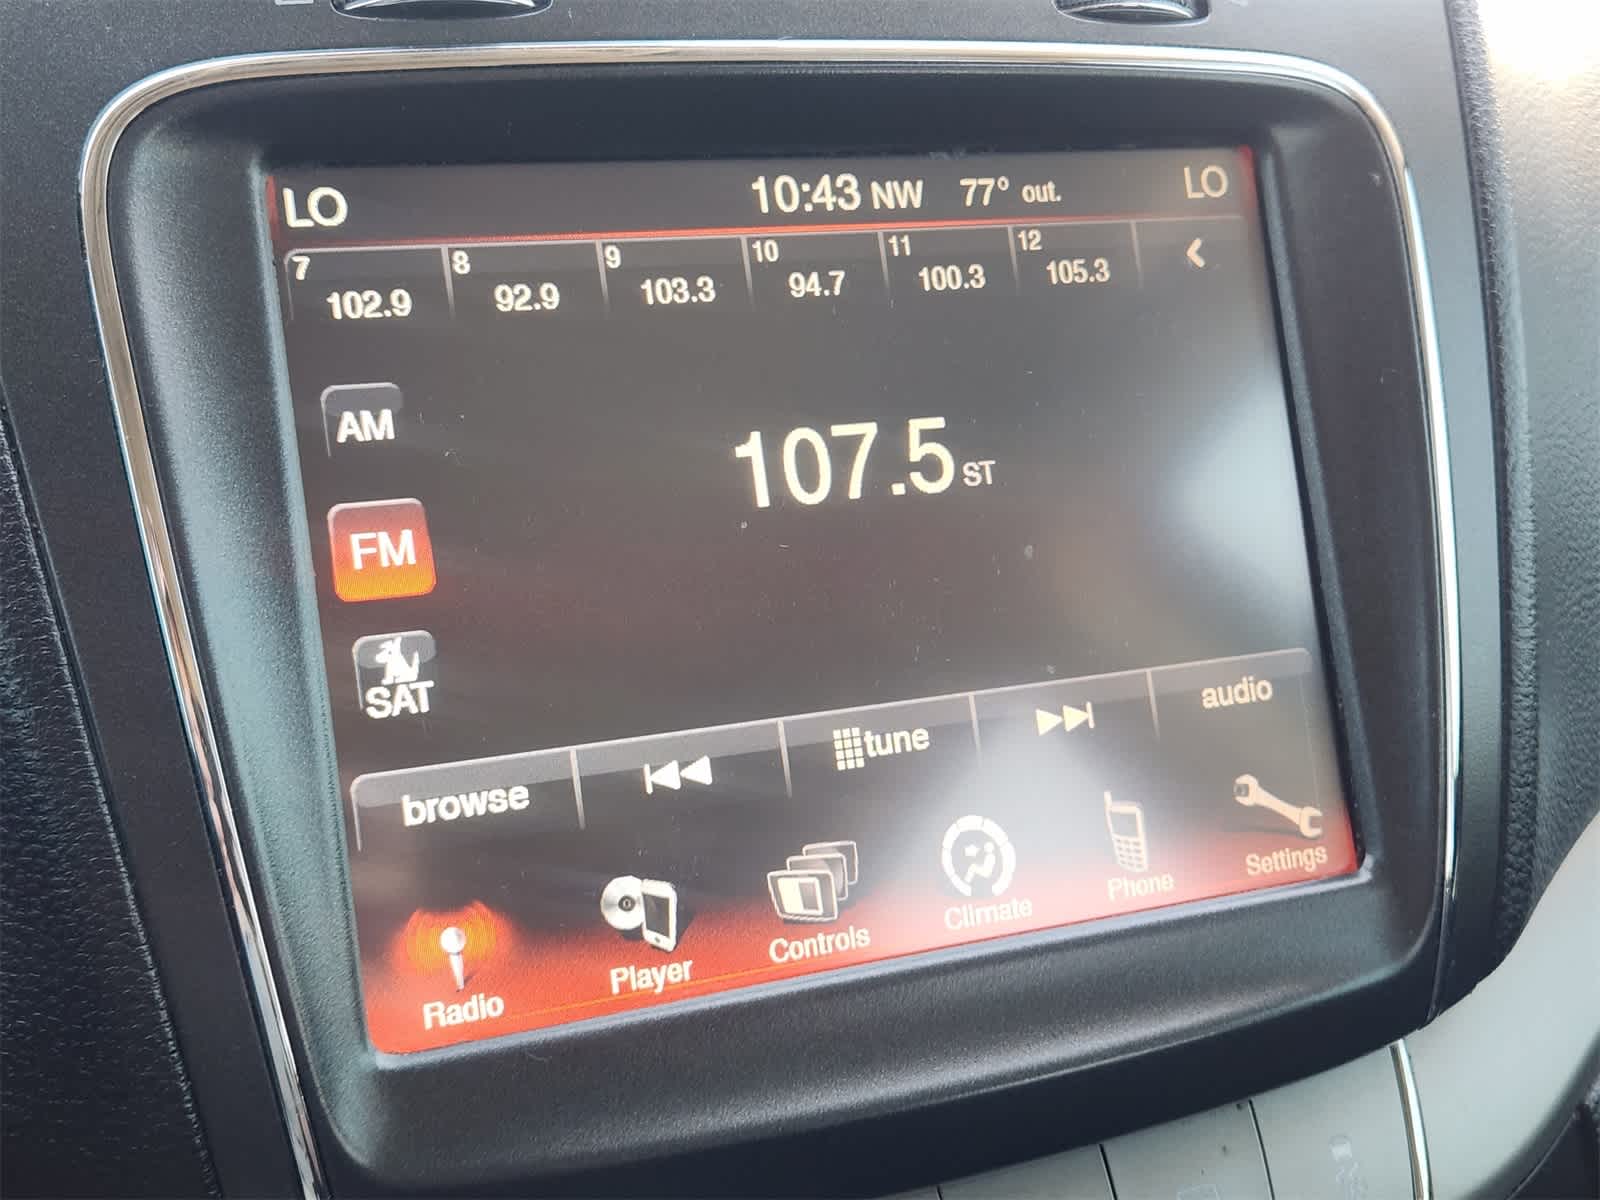 LO 10:43 NW 77° out. LO
7 8 9 10 11 12
102.9 92.9 103.3 94.7 100.3 105.3
AM
107.5 ST
FM
SAT
browse tune audio
Radio Player Controls Climate Phone Settings